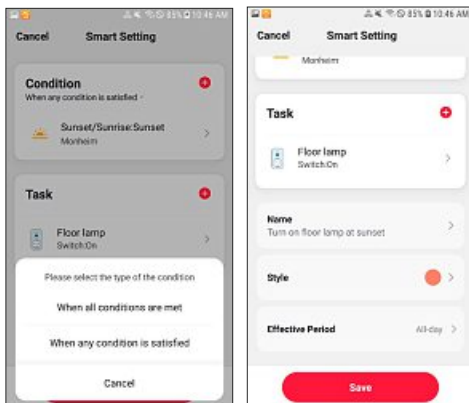 85% 10:46 AM
Cancel Smart Setting
Condition
When any condition is satisfied
Sunset/Sunrise:Sunset
Monheim
Task
Floor lamp
Switch:On
Please select the type of the condition
When all conditions are met
When any condition is satisfied
Cancel
85% 10:46 AM
Cancel Smart Setting
Monheim
Task
Floor lamp
Switch:On
Name
Turn on floor lamp at sunset
Style
Effective Period All-day
Save